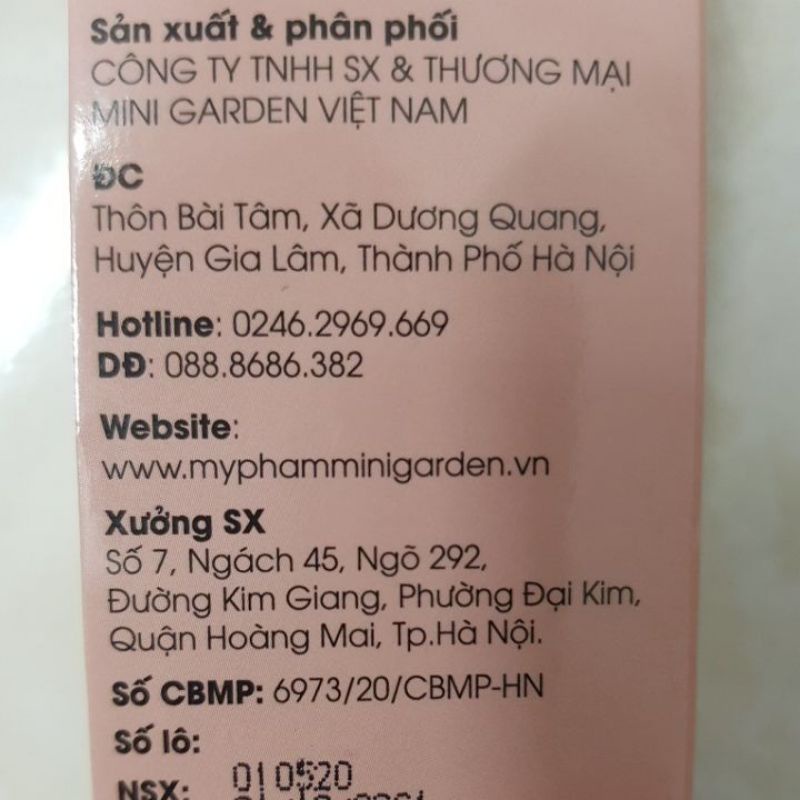 Sản xuất & phân phối
CÔNG TY TNHH SX & THƯƠNG MẠI
MINI GARDEN VIỆT NAM
ĐC
Thôn Bài Tâm, Xã Dương Quang,
Huyện Gia Lâm, Thành Phố Hà Nội
Hotline: 0246.2969.669
DĐ: 088.8686.382
Website:
www.myphamminigarden.vn
Xưởng SX
Số 7, Ngách 45, Ngõ 292,
Đường Kim Giang, Phường Đại Kim,
Quận Hoàng Mai, Tp.Hà Nội.
Số CBMP: 6973/20/CBMP-HN
Số lô:
010520
NSX: